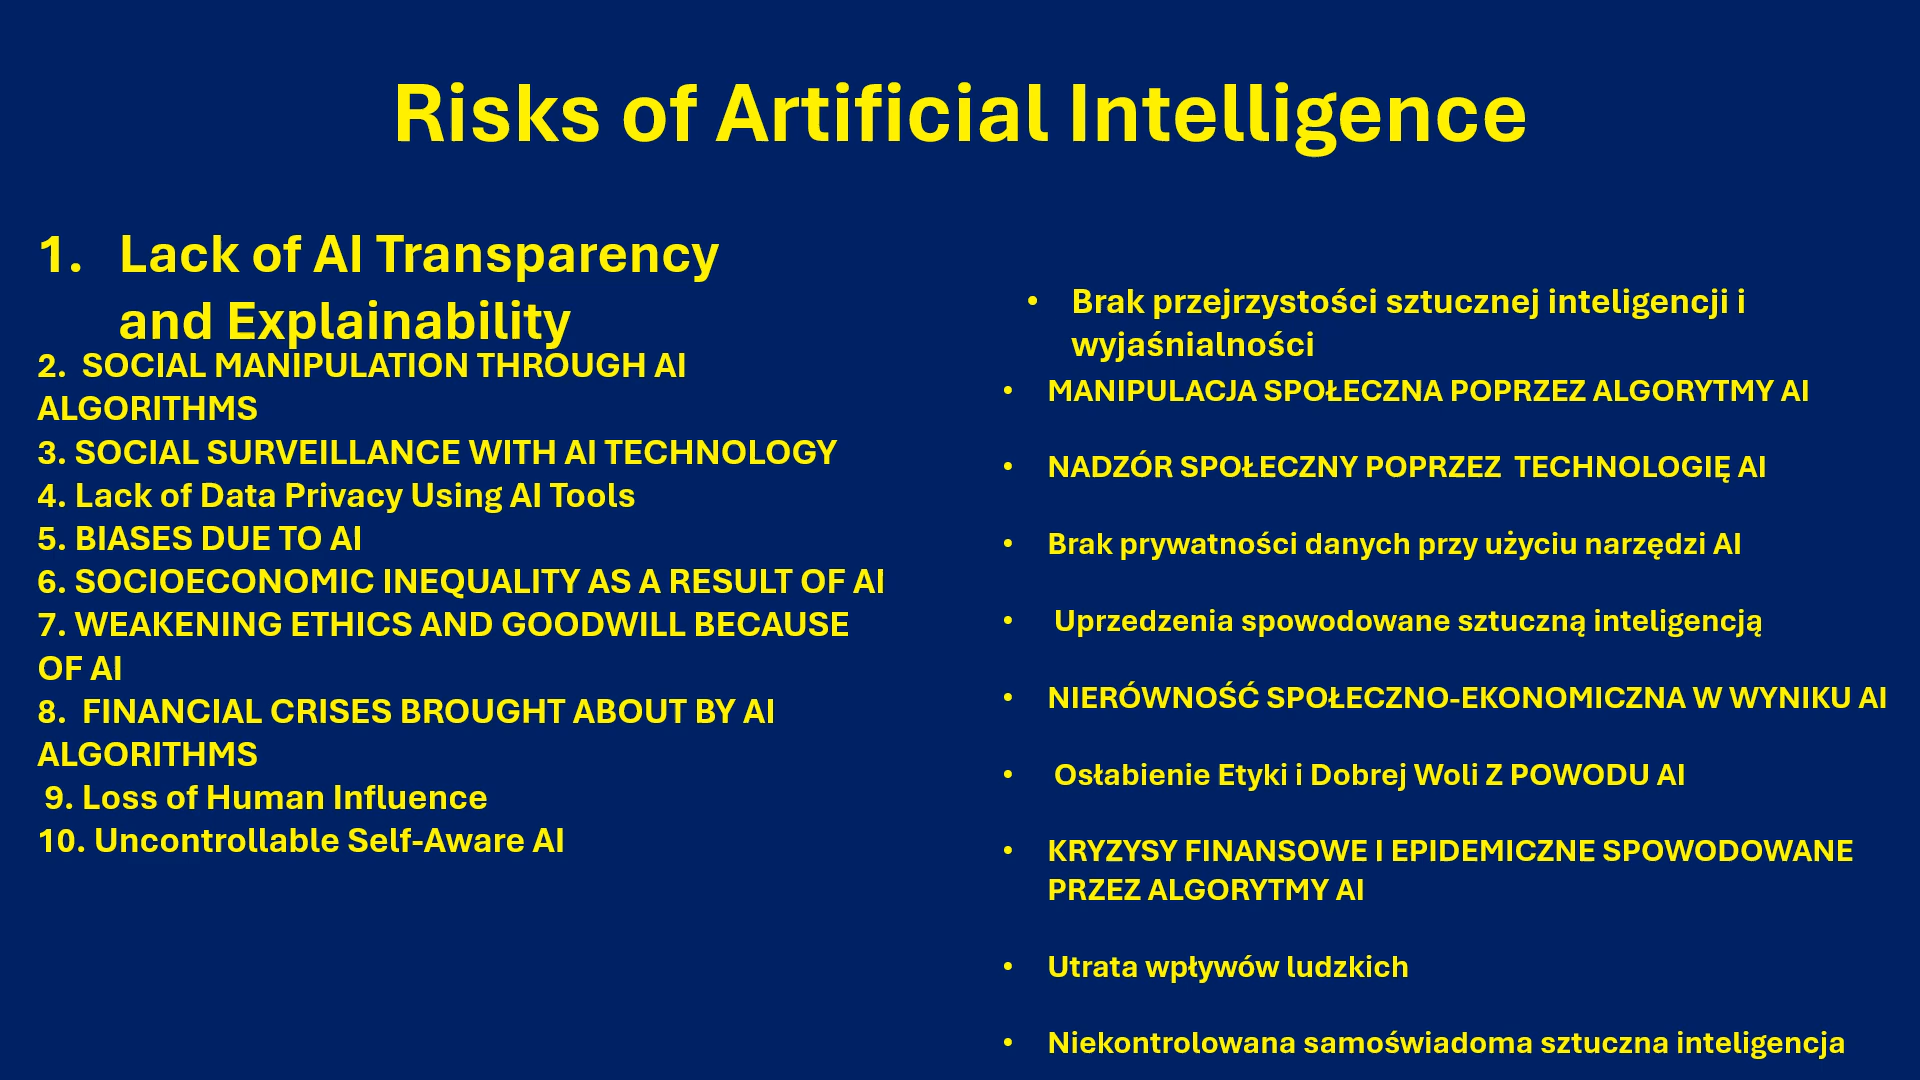 Risks of Artificial Intelligence
1. Lack of AI Transparency
and Explainability
2. SOCIAL MANIPULATION THROUGH AI
ALGORITHMS
3. SOCIAL SURVEILLANCE WITH AI TECHNOLOGY
4. Lack of Data Privacy Using AI Tools
5. BIASES DUE TO AI
6. SOCIOECONOMIC INEQUALITY AS A RESULT OF AI
7. WEAKENING ETHICS AND GOODWILL BECAUSE
OF AI
8. FINANCIAL CRISES BROUGHT ABOUT BY AI
ALGORITHMS
9. Loss of Human Influence
10. Uncontrollable Self-Aware AI
• Brak przejrzystości sztucznej inteligencji i
wyjaśnialności
• MANIPULACJA SPOŁECZNA POPRZEZ ALGORYTMY AI
• NADZÓR SPOŁECZNY POPRZEZ TECHNOLOGIĘ AI
• Brak prywatności danych przy użyciu narzędzi AI
• Uprzedzenia spowodowane sztuczną inteligencją
• NIERÓWNOŚĆ SPOŁECZNO-EKONOMICZNA W WYNIKU AI
• Osłabienie Etyki i Dobrej Woli Z POWODU AI
• KRYZYSY FINANSOWE I EPIDEMICZNE SPOWODOWANE
PRZEZ ALGORYTMY AI
• Utrata wpływów ludzkich
• Niekontrolowana samoświadoma sztuczna inteligencja